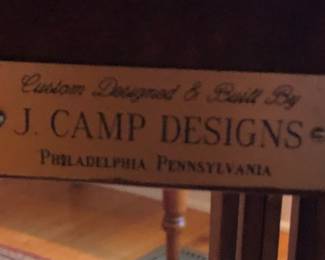 Custom Designed & Built By
J. CAMP DESIGNS
PHILADELPHIA PENNSYLVANIA